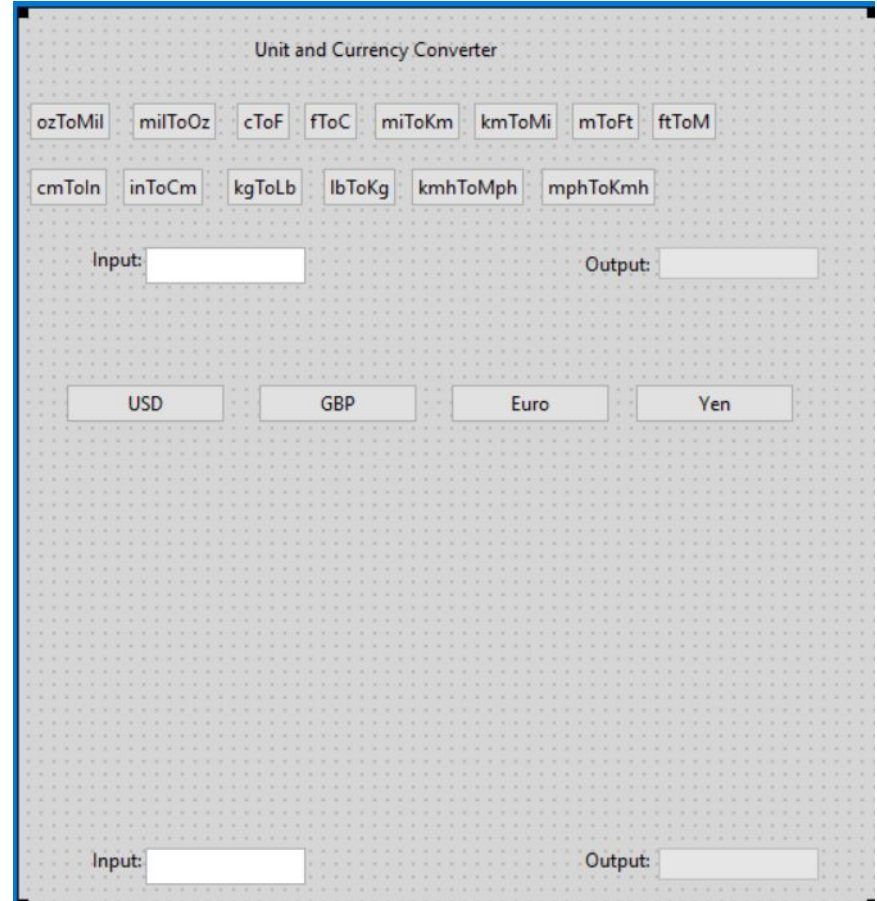 Unit and Currency Converter
ozToMil milToOz cToF fToC miToKm kmToMi mToFt ftToM
cmToIn inToCm kgToLb lbToKg kmhToMph mphToKmh
Input: Output:
USD GBP Euro Yen
Input: Output: